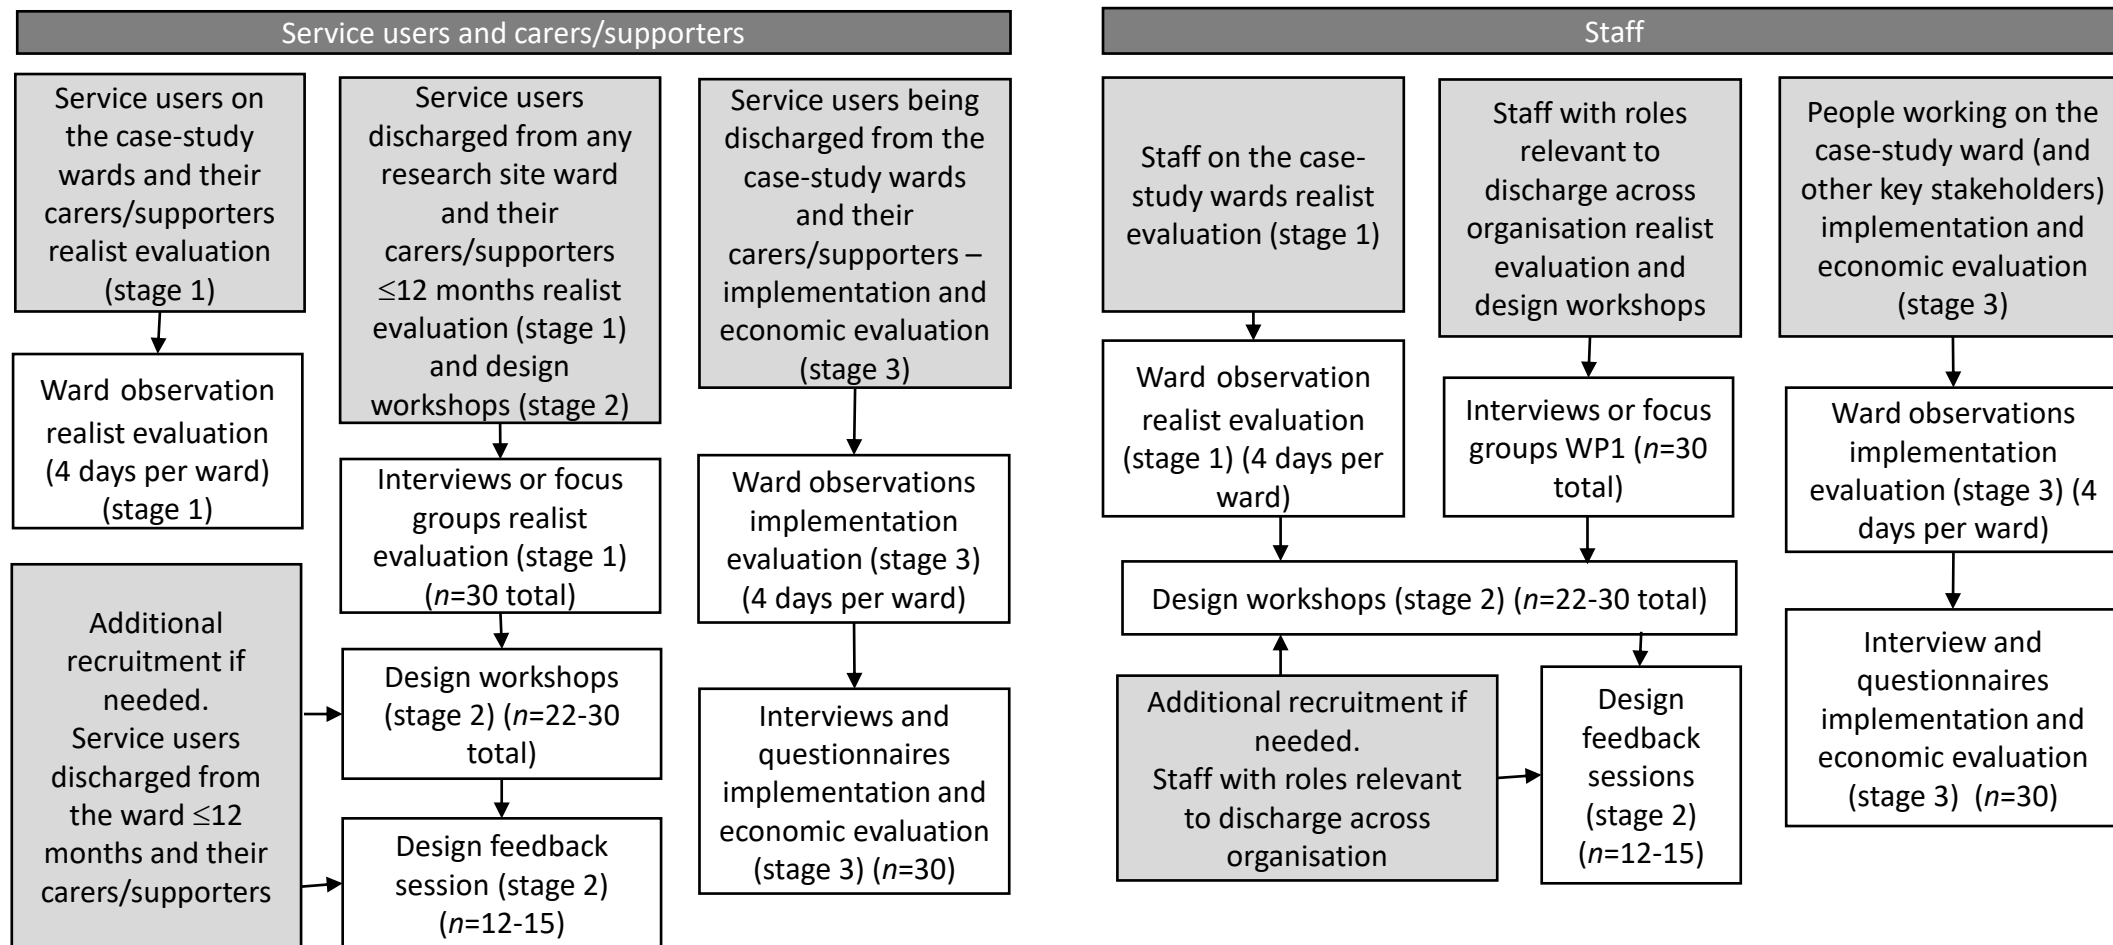 Service users and carers/supporters
Service users on
the case-study
wards and their
carers/supporters
realist evaluation
(stage 1)
Ward observation
realist evaluation
(4 days per ward)
(stage 1)
Additional
recruitment if
needed.
Service users
discharged from
the ward ≤12
months and their
carers/supporters
Service users
discharged from any
research site ward
and their
carers/supporters
≤12 months realist
evaluation (stage 1)
and design
workshops (stage 2)
Interviews or focus
groups realist
evaluation (stage 1)
(n=30 total)
Design workshops
(stage 2) (n=22-30
total)
Design feedback
session (stage 2)
(n=12-15)
Service users being
discharged from the
case-study wards
and their
carers/supporters –
implementation and
economic evaluation
(stage 3)
Ward observations
implementation
evaluation (stage 3)
(4 days per ward)
Interviews and
questionnaires
implementation and
economic evaluation
(stage 3) (n=30)
Staff
Staff on the case-
study wards realist
evaluation (stage 1)
Ward observation
realist evaluation
(stage 1) (4 days per
ward)
Staff with roles
relevant to
discharge across
organisation realist
evaluation and
design workshops
Interviews or focus
groups WP1 (n=30
total)
Design workshops (stage 2) (n=22-30 total)
Additional recruitment if
needed.
Staff with roles relevant
to discharge across
organisation
Design
feedback
sessions
(stage 2)
(n=12-15)
People working on the
case-study ward (and
other key stakeholders)
implementation and
economic evaluation
(stage 3)
Ward observations
implementation
evaluation (stage 3) (4
days per ward)
Interview and
questionnaires
implementation and
economic evaluation
(stage 3) (n=30)